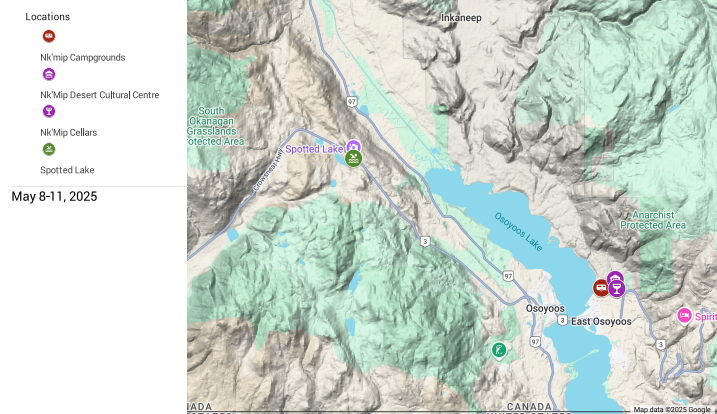 Locations
Nk'mip Campgrounds
Nk'Mip Desert Cultural Centre
Nk'Mip Cellars
Spotted Lake
May 8-11, 2025
Inkaneep
97
South
Okanagan
Grasslands
Protected Area
Spotted Lake
Crowsnest Hwy
Anarchist
Protected Area
Osoyoos Lake
3
97
Osoyoos
3
East Osoyoos
Spirit
97
3
CANADA
Map data ©2025 Google